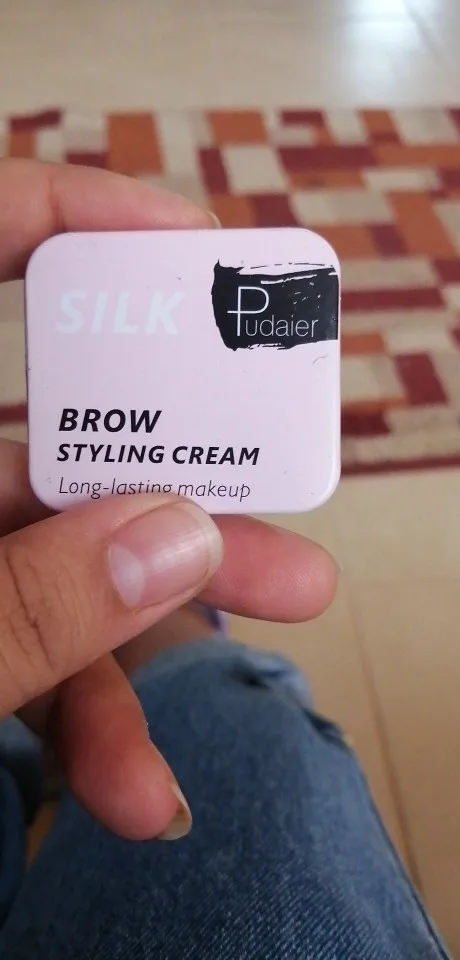 SILK
Pudaier
BROW
STYLING CREAM
Long-lasting makeup